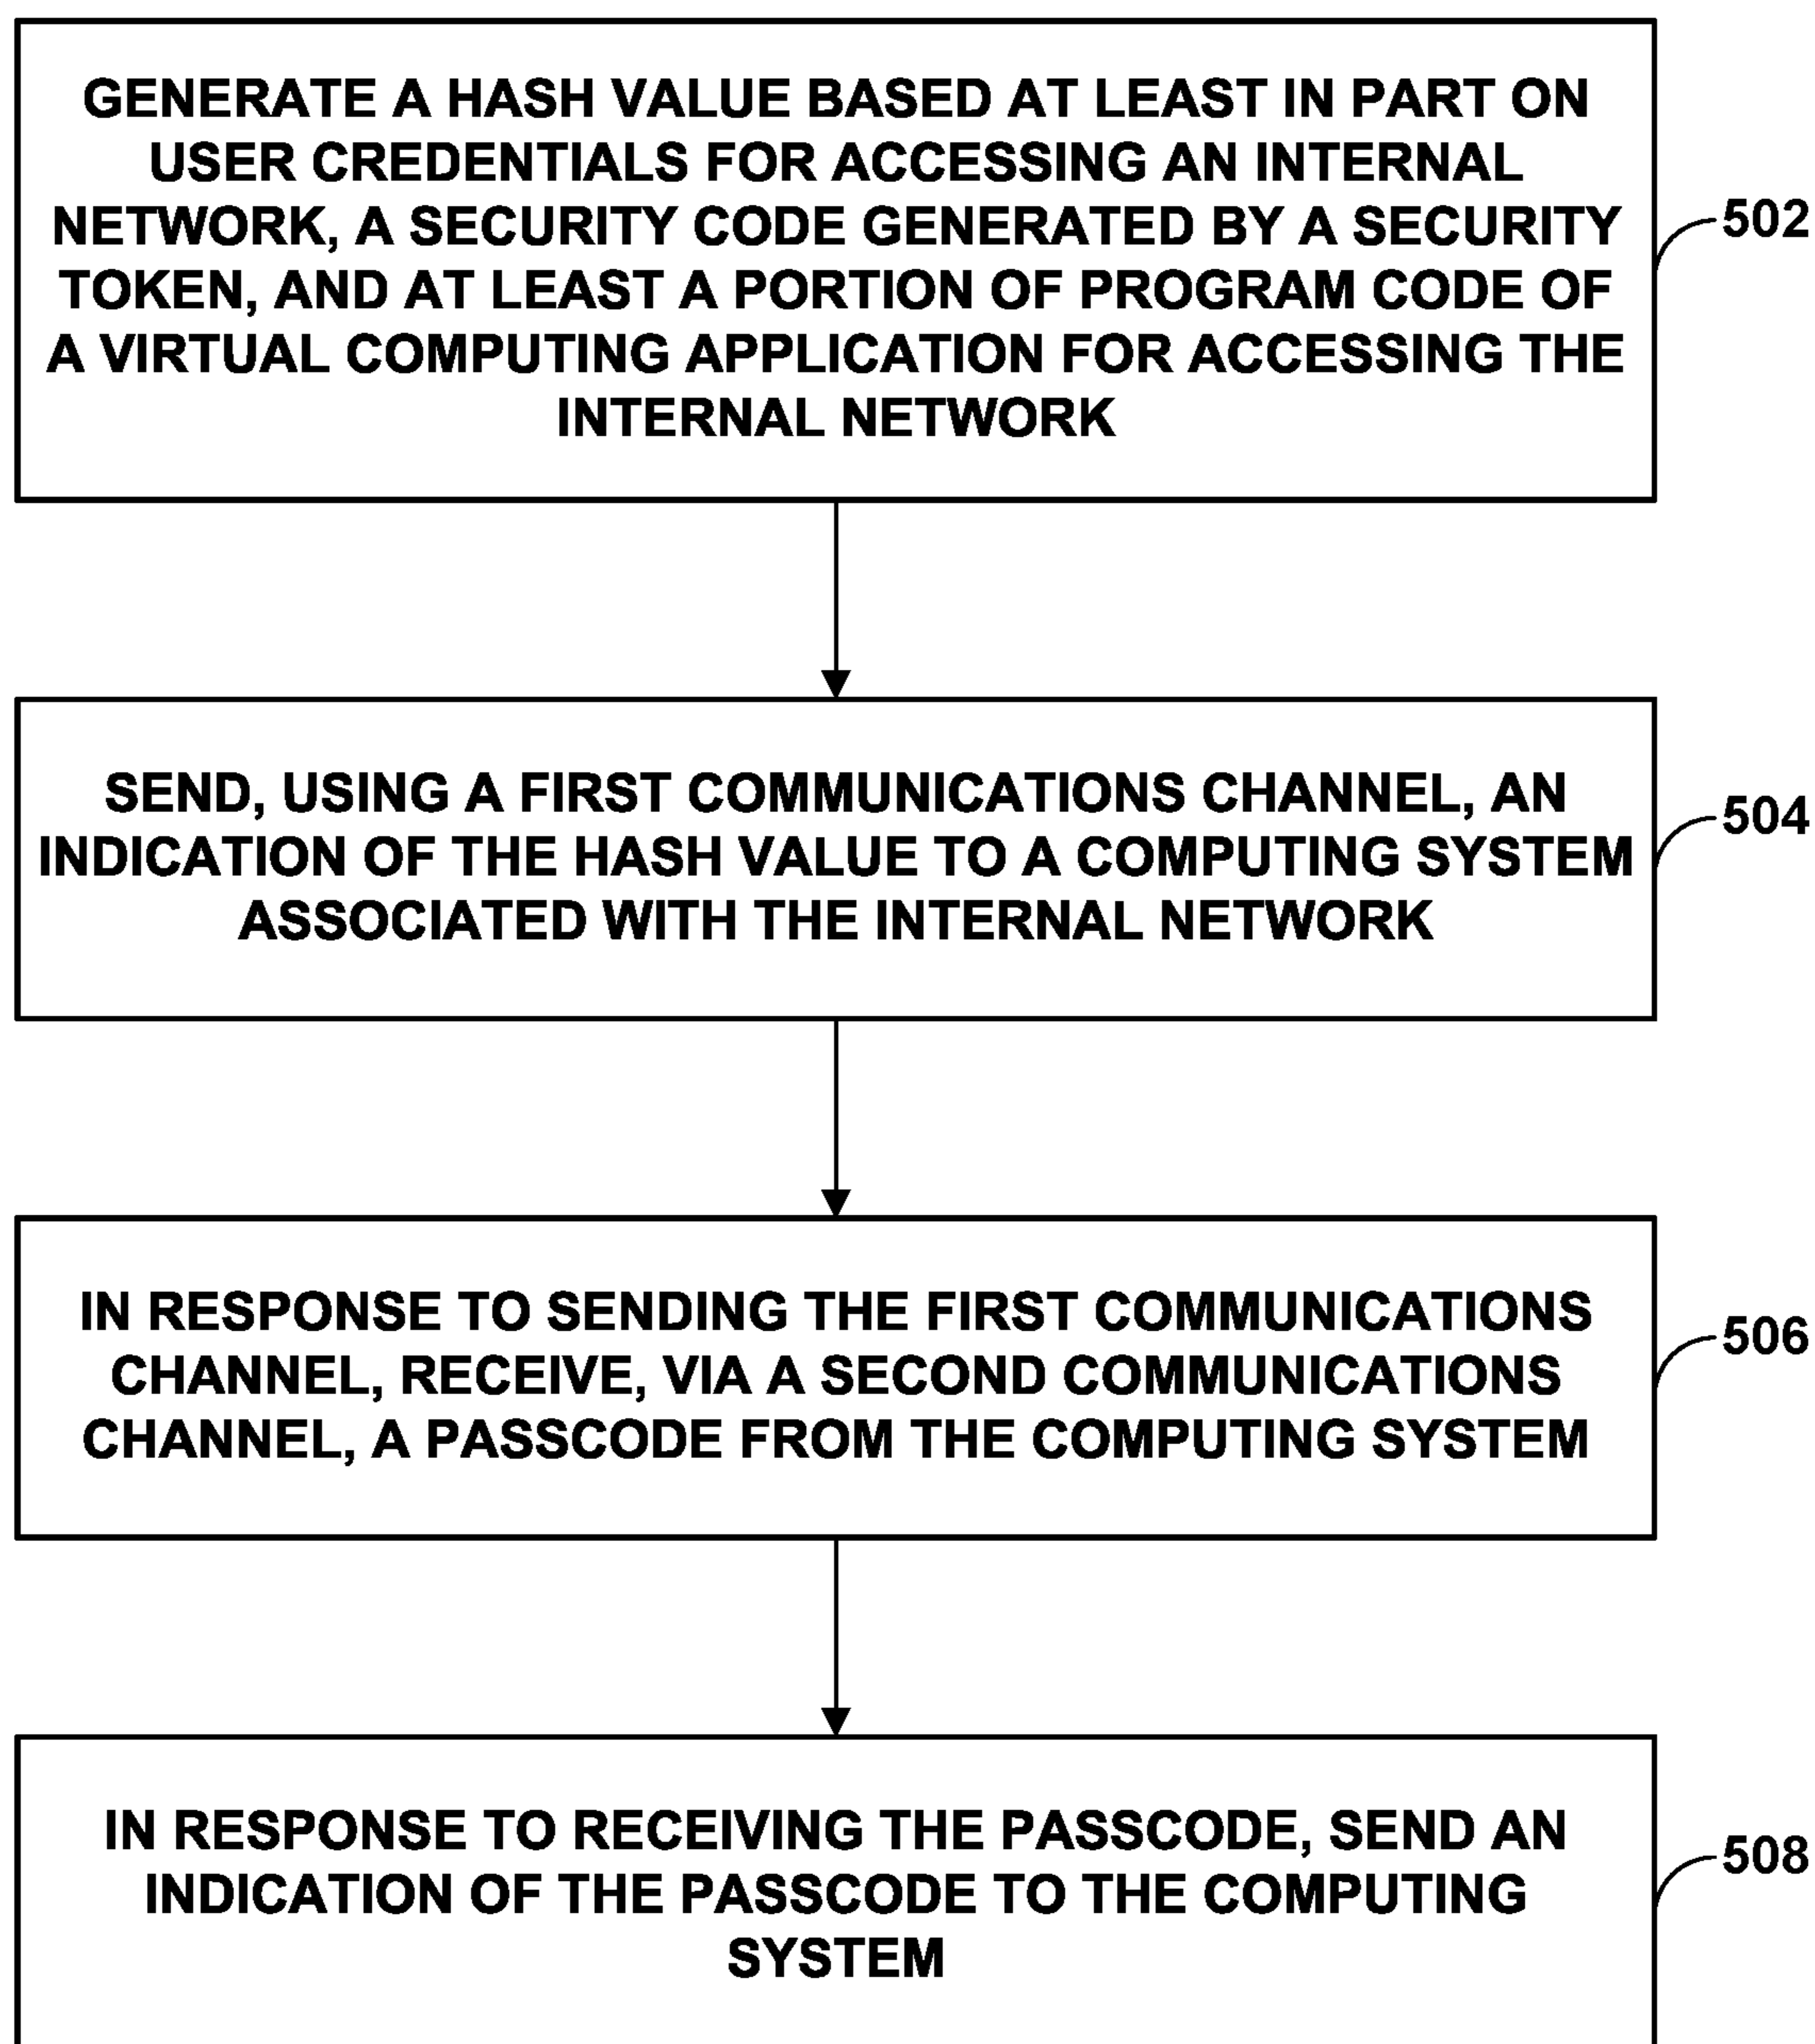 GENERATE A HASH VALUE BASED AT LEAST IN PART ON
USER CREDENTIALS FOR ACCESSING AN INTERNAL
NETWORK, A SECURITY CODE GENERATED BY A SECURITY
TOKEN, AND AT LEAST A PORTION OF PROGRAM CODE OF
A VIRTUAL COMPUTING APPLICATION FOR ACCESSING THE
INTERNAL NETWORK
502
SEND, USING A FIRST COMMUNICATIONS CHANNEL, AN
INDICATION OF THE HASH VALUE TO A COMPUTING SYSTEM
ASSOCIATED WITH THE INTERNAL NETWORK
504
IN RESPONSE TO SENDING THE FIRST COMMUNICATIONS
CHANNEL, RECEIVE, VIA A SECOND COMMUNICATIONS
CHANNEL, A PASSCODE FROM THE COMPUTING SYSTEM
506
IN RESPONSE TO RECEIVING THE PASSCODE, SEND AN
INDICATION OF THE PASSCODE TO THE COMPUTING
SYSTEM
508